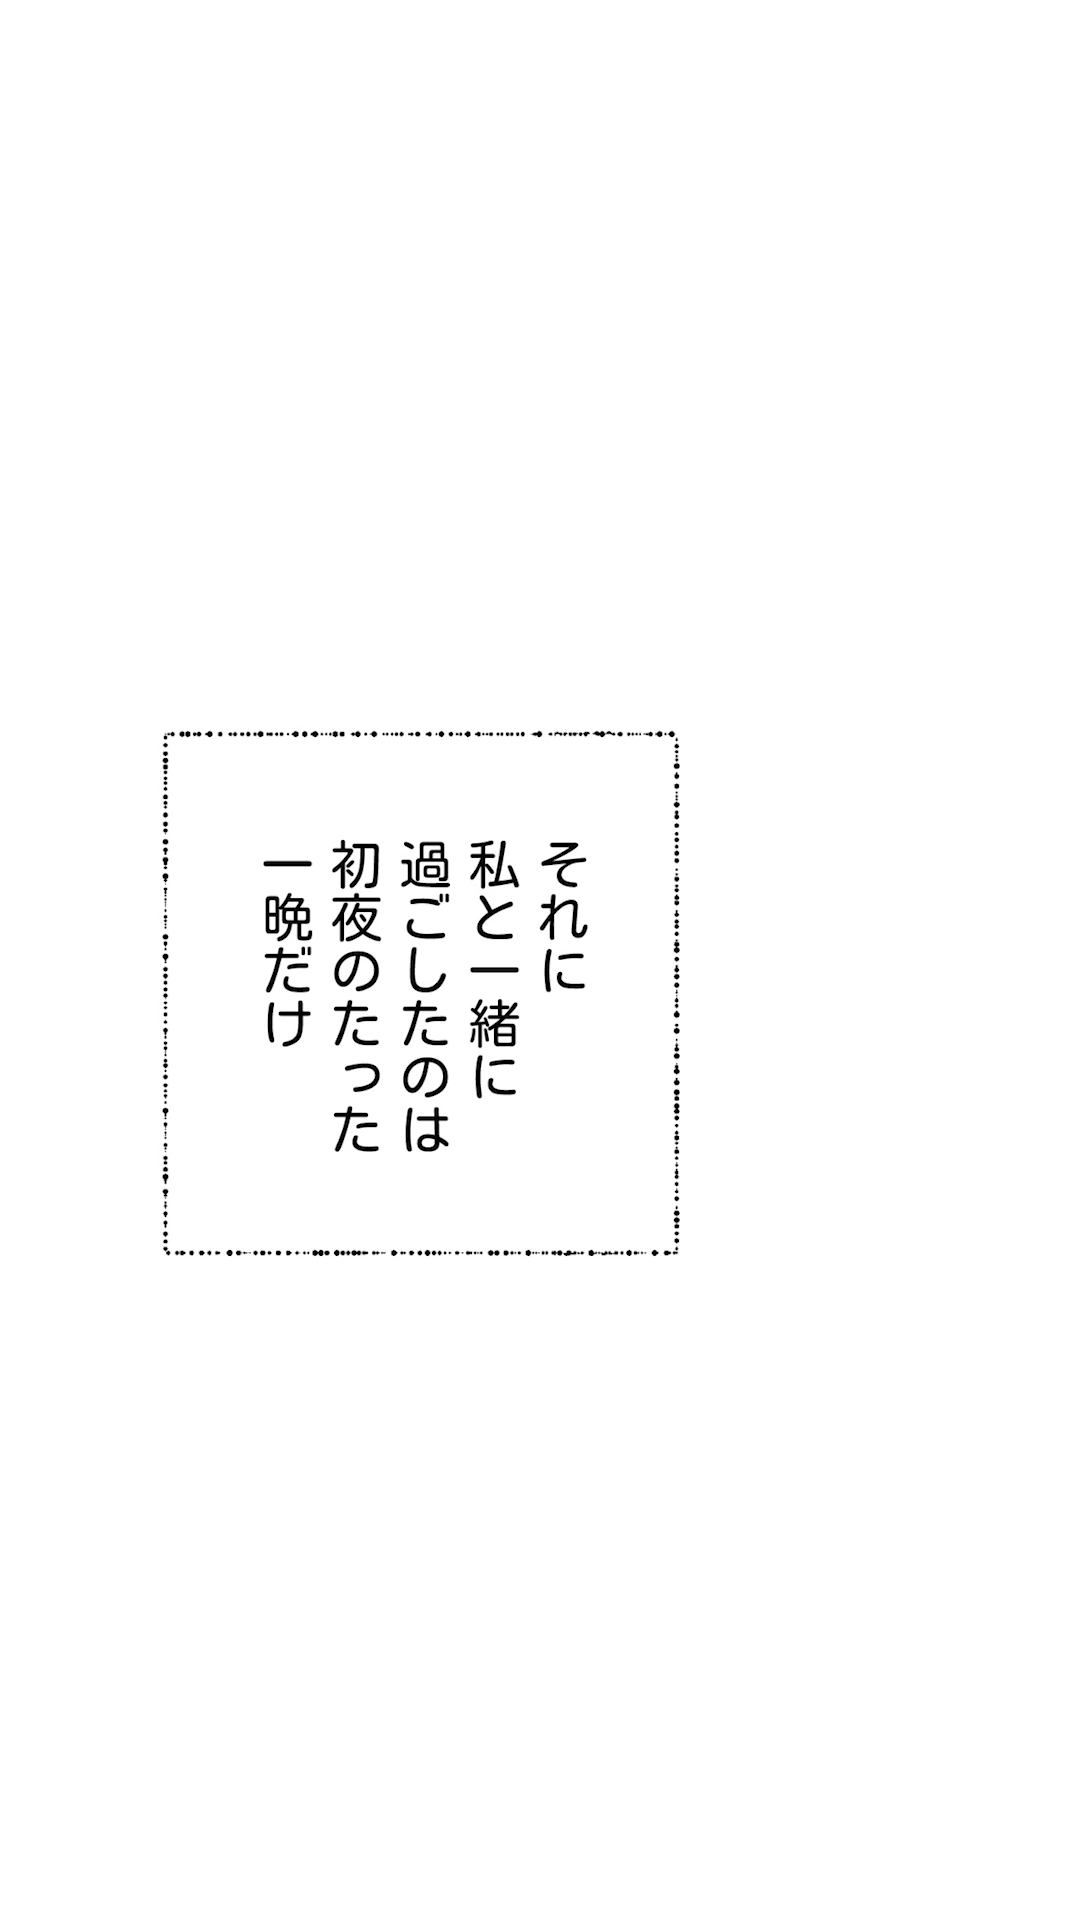 それに
私と一緒に
過ごしたのは
初夜のたった
一晩だけ